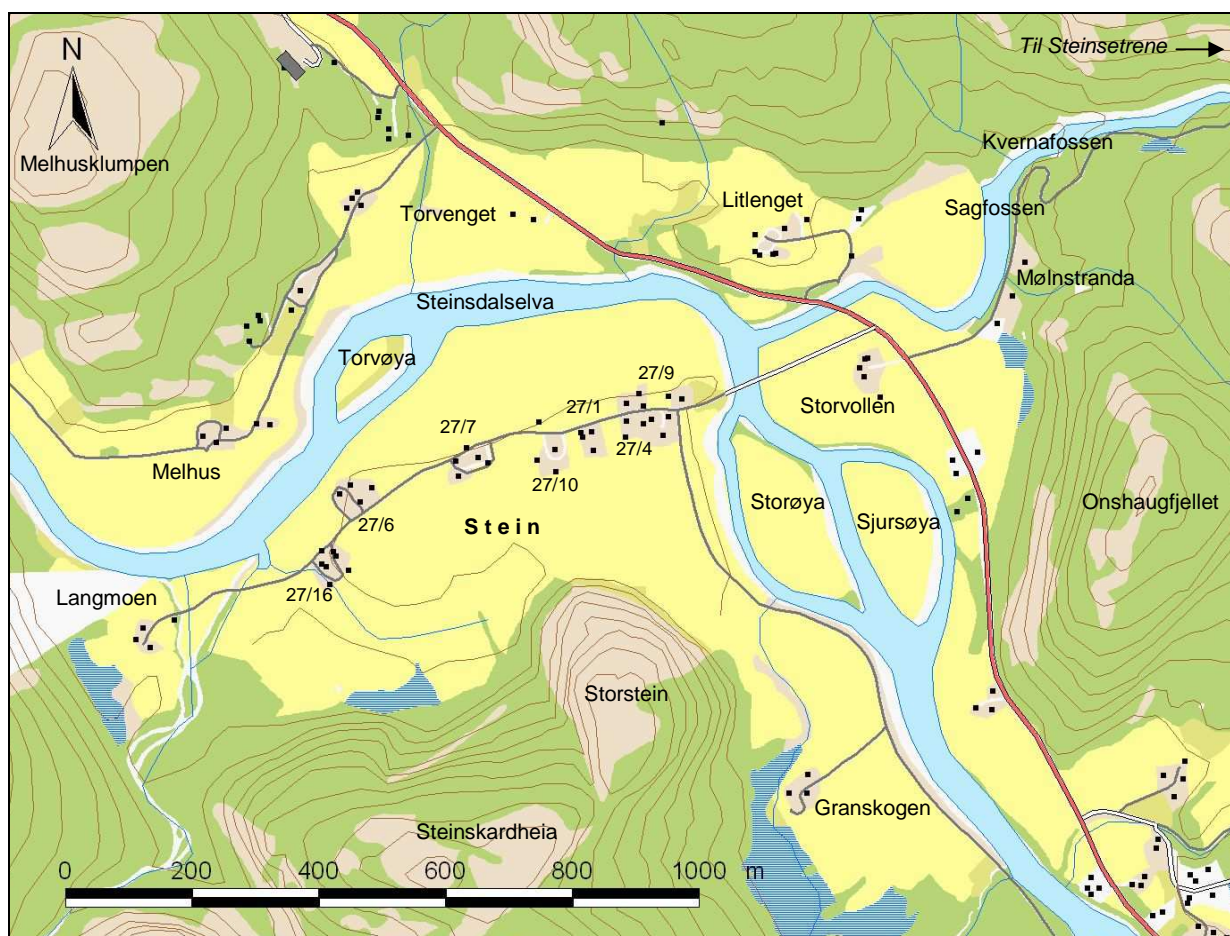 N
Til Steinsetrene
Kvernafossen
Melhusklumpen
Litlenget
Sagfossen
Torvenget
Mølnstranda
Steinsdalselva
Torvøya
27/9
27/1
Storvollen
27/7
27/4
Melhus
27/10
Storøya
Sjursøya
Onshaugfjellet
27/6
Stein
Langmoen
27/16
Storstein
Granskogen
Steinskardheia
0 200 400 600 800 1000 m